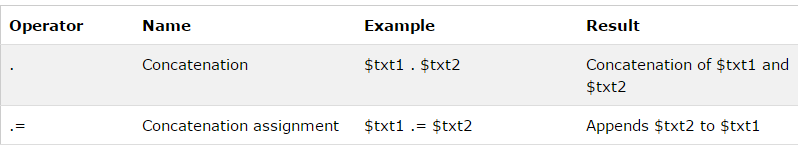 Operator Name Example Result
. Concatenation $txt1 . $txt2 Concatenation of $txt1 and
$txt2
.= Concatenation assignment $txt1 .= $txt2 Appends $txt2 to $txt1